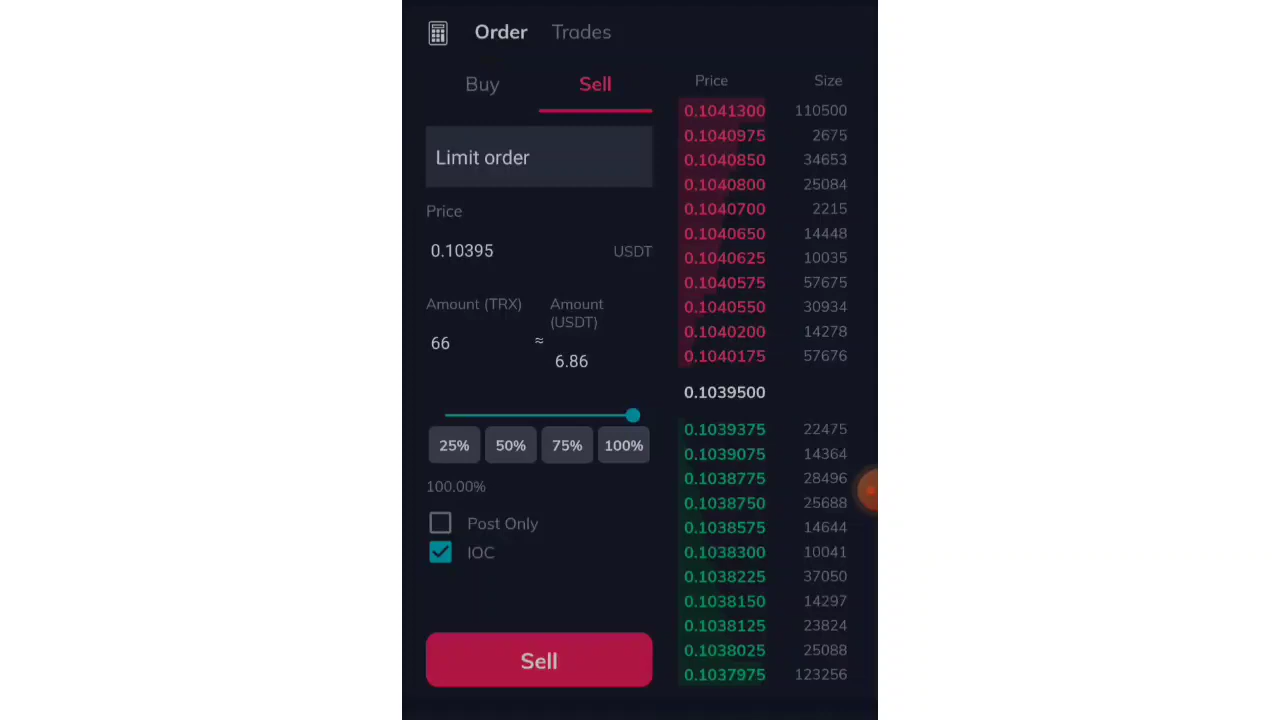 Order Trades
Buy Sell
Limit order
Price
0.10395 USDT
Amount (TRX)
66
≈
Amount
(USDT)
6.86
25% 50% 75% 100%
100.00%
Post Only
IOC
Sell
Price Size
0.1041300 110500
0.1040975 2675
0.1040850 34653
0.1040800 25084
0.1040700 2215
0.1040650 14448
0.1040625 10035
0.1040575 57675
0.1040550 30934
0.1040200 14278
0.1040175 57676
0.1039500
0.1039375 22475
0.1039075 14364
0.1038775 28496
0.1038750 25688
0.1038575 14644
0.1038300 10041
0.1038225 37050
0.1038150 14297
0.1038125 23824
0.1038025 25088
0.1037975 123256